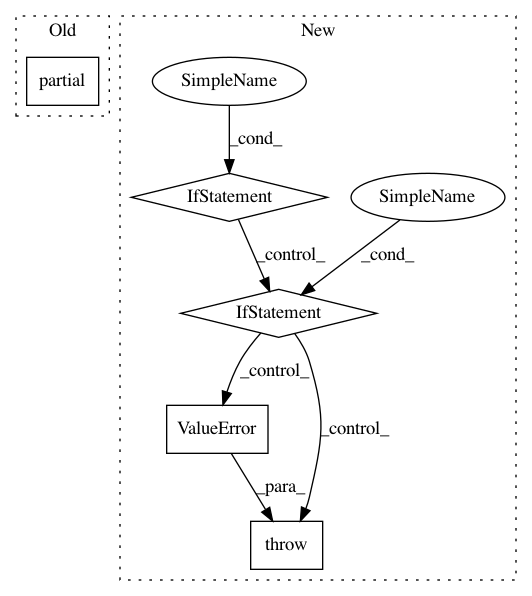 Old
New
partial
SimpleName
_cond_
IfStatement
SimpleName
_control_
_cond_
IfStatement
_control_
ValueError
_control_
_para_
throw